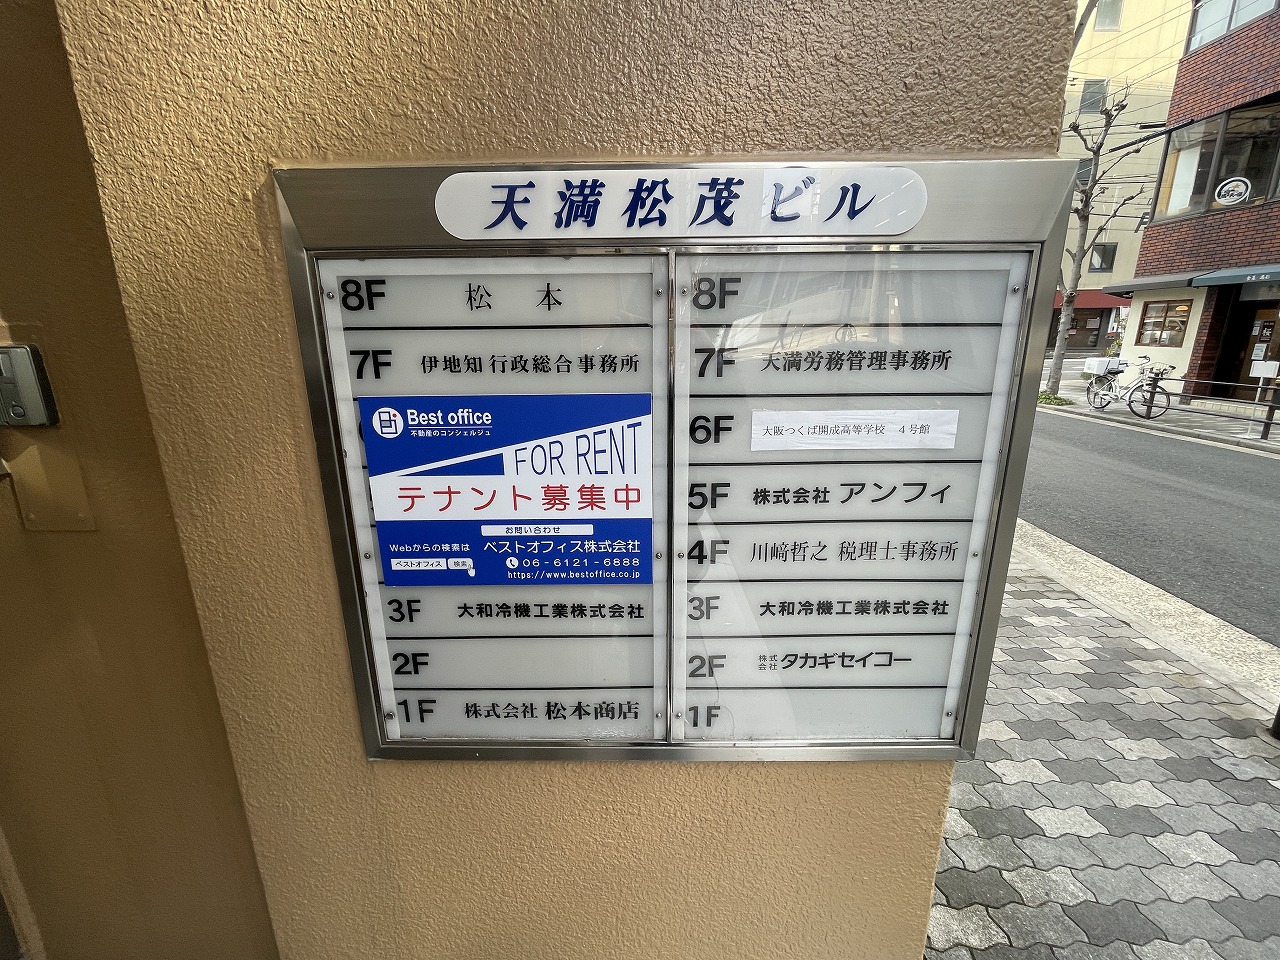 天満松茂ビル
8F 松本
7F 伊地知 行政総合事務所
Best office
不動産のコンシェルジュ
FOR RENT
テナント募集中
お問い合わせ
Webからの検索は
ベストオフィス 検索
ベストオフィス株式会社
06-6121-6888
https://www.bestoffice.co.jp
3F 大和冷機工業株式会社
2F
1F 株式会社 松本商店
8F
7F 天満労務管理事務所
6F 大阪つくば開成高等学校 4号館
5F 株式会社 アンフィ
4F 川﨑哲之 税理士事務所
3F 大和冷機工業株式会社
2F 株式会社 タカギセイコー
1F